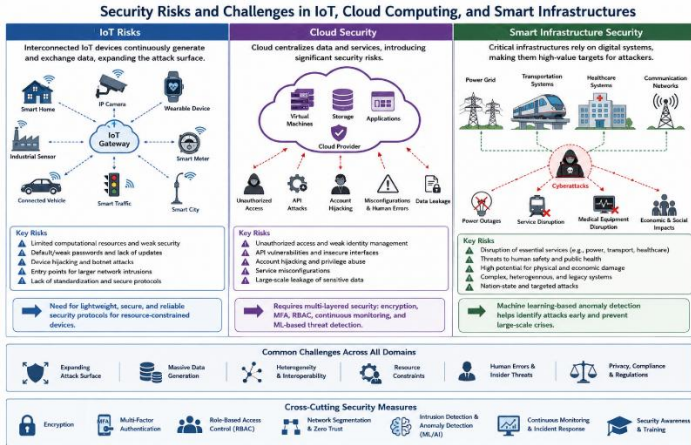 Security Risks and Challenges in IoT, Cloud Computing, and Smart Infrastructures
IoT Risks
Interconnected IoT devices continuously generate
and exchange data, expanding the attack surface.
Smart Home
IP Camera
Wearable Device
IoT
Gateway
Industrial Sensor
Smart Meter
Connected Vehicle
Smart Traffic
Smart City
Key Risks
Limited computational resources and weak security
Default/weak passwords and lack of updates
Device hijacking and botnet attacks
Entry points for larger network intrusions
Lack of standardization and secure protocols
Need for lightweight, secure, and reliable
security protocols for resource-constrained
devices.
Cloud Security
Cloud centralizes data and services, introducing
significant security risks.
Virtual
Machines
Storage
Applications
Cloud Provider
Unauthorized
Access
API
Attacks
Account
Hijacking
Misconfigurations
& Human Errors
Data Leakage
Key Risks
Unauthorized access and weak identity management
API vulnerabilities and insecure interfaces
Account hijacking and privilege abuse
Service misconfigurations
Large-scale leakage of sensitive data
Requires multi-layered security: encryption,
MFA, RBAC, continuous monitoring, and
ML-based threat detection.
Smart Infrastructure Security
Critical infrastructures rely on digital systems,
making them high-value targets for attackers.
Power Grid
Transportation
Systems
Healthcare
Systems
Communication
Networks
Cyberattacks
Power Outages
Service Disruption
Medical Equipment
Disruption
Economic & Social
Impacts
Key Risks
Disruption of essential services (e.g., power, transport, healthcare)
Threats to human safety and public health
High potential for physical and economic damage
Complex, heterogeneous, and legacy systems
Nation-state and targeted attacks
Machine learning-based anomaly detection
helps identify attacks early and prevent
large-scale crises.
Common Challenges Across All Domains
Expanding
Attack Surface
Massive Data
Generation
Heterogeneity
& Interoperability
Resource
Constraints
Human Errors &
Insider Threats
Privacy, Compliance
& Regulations
Cross-Cutting Security Measures
Encryption
MFA
Multi-Factor
Authentication
Role-Based Access
Control (RBAC)
Network Segmentation
& Zero Trust
Intrusion Detection &
Anomaly Detection
(ML/AI)
Continuous Monitoring
& Incident Response
Security Awareness
& Training